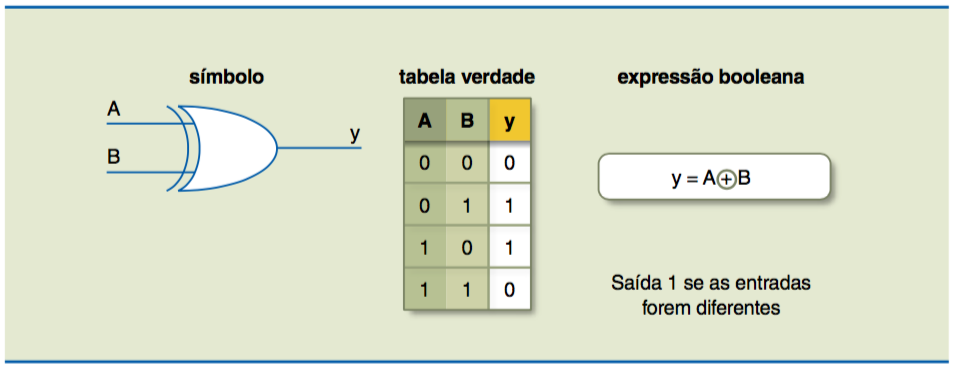 símbolo
A
B
y
tabela verdade
A B y
0 0 0
0 1 1
1 0 1
1 1 0
expressão booleana
y = A⊕B
Saída 1 se as entradas
forem diferentes